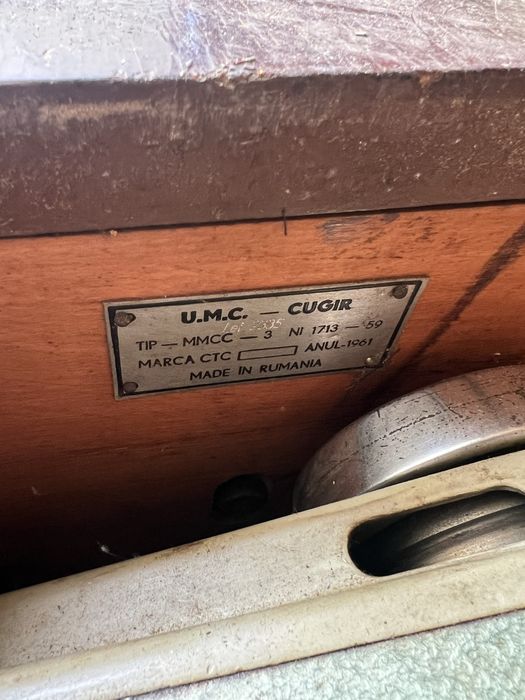 U.M.C. — CUGIR
TIP — MMCC — 3 NI 1713 — 59
MARCA CTC ANUL-1961
MADE IN RUMANIA